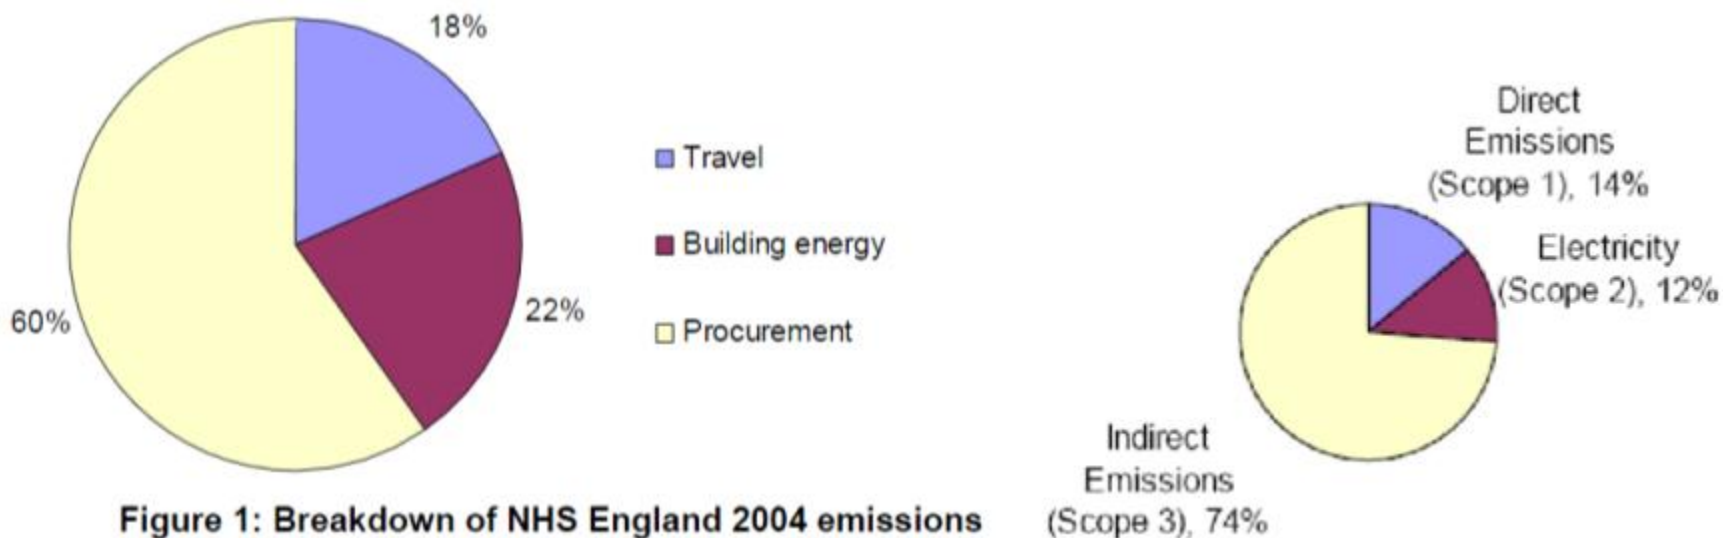 18%
22%
60%
Travel
Building energy
Procurement
Figure 1: Breakdown of NHS England 2004 emissions
Direct
Emissions
(Scope 1), 14%
Electricity
(Scope 2), 12%
Indirect
Emissions
(Scope 3), 74%